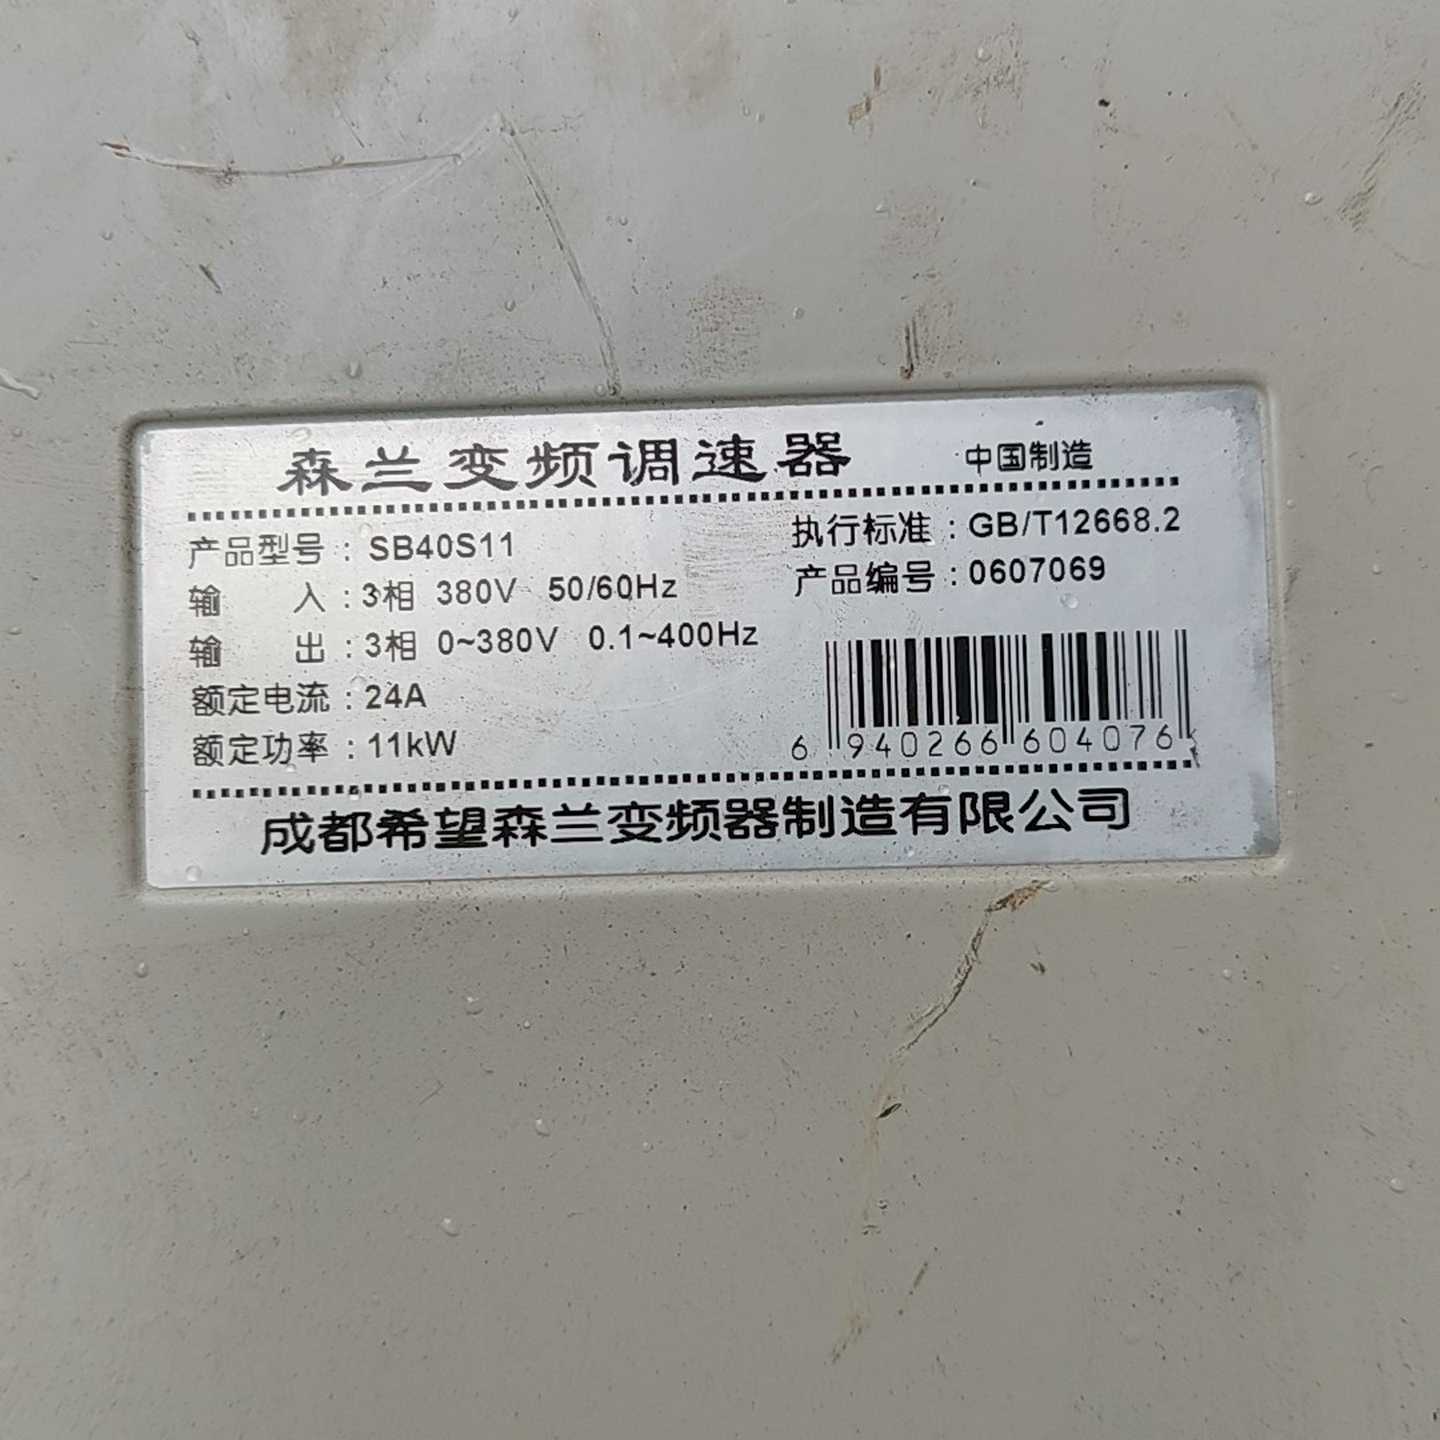 森兰变频调速器 中国制造
产品型号：SB40S11
输入：3相 380V 50/60Hz
输出：3相 0~380V 0.1~400Hz
额定电流：24A
额定功率：11kW
执行标准：GB/T12668.2
产品编号：0607069
6 940266 604076
成都希望森兰变频器制造有限公司